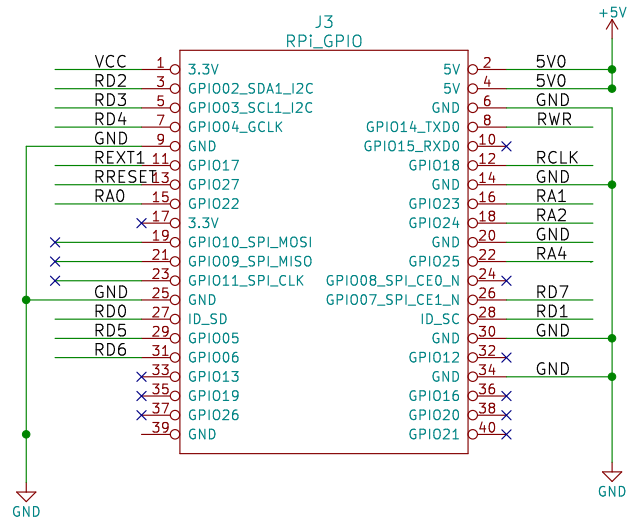 J3
RPi_GPIO
+5V
VCC 1 3.3V 5V 2 5V0
RD2 3 GPIO02_SDA1_I2C 5V 4 5V0
RD3 5 GPIO03_SCL1_I2C GND 6 GND
RD4 7 GPIO04_GCLK GPIO14_TXD0 8 RWR
GND 9 GND GPIO15_RXD0 10
REXT1 11 GPIO17 GPIO18 12 RCLK
RRESET 13 GPIO27 GND 14 GND
RA0 15 GPIO22 GPIO23 16 RA1
17 3.3V GPIO24 18 RA2
19 GPIO10_SPI_MOSI GND 20 GND
21 GPIO09_SPI_MISO GPIO25 22 RA4
23 GPIO11_SPI_CLK GPIO08_SPI_CE0_N 24
GND 25 GND GPIO07_SPI_CE1_N 26 RD7
RD0 27 ID_SD ID_SC 28 RD1
RD5 29 GPIO05 GND 30 GND
RD6 31 GPIO06 GPIO12 32
33 GPIO13 GND 34 GND
35 GPIO19 GPIO16 36
37 GPIO26 GPIO20 38
39 GND GPIO21 40
GND GND